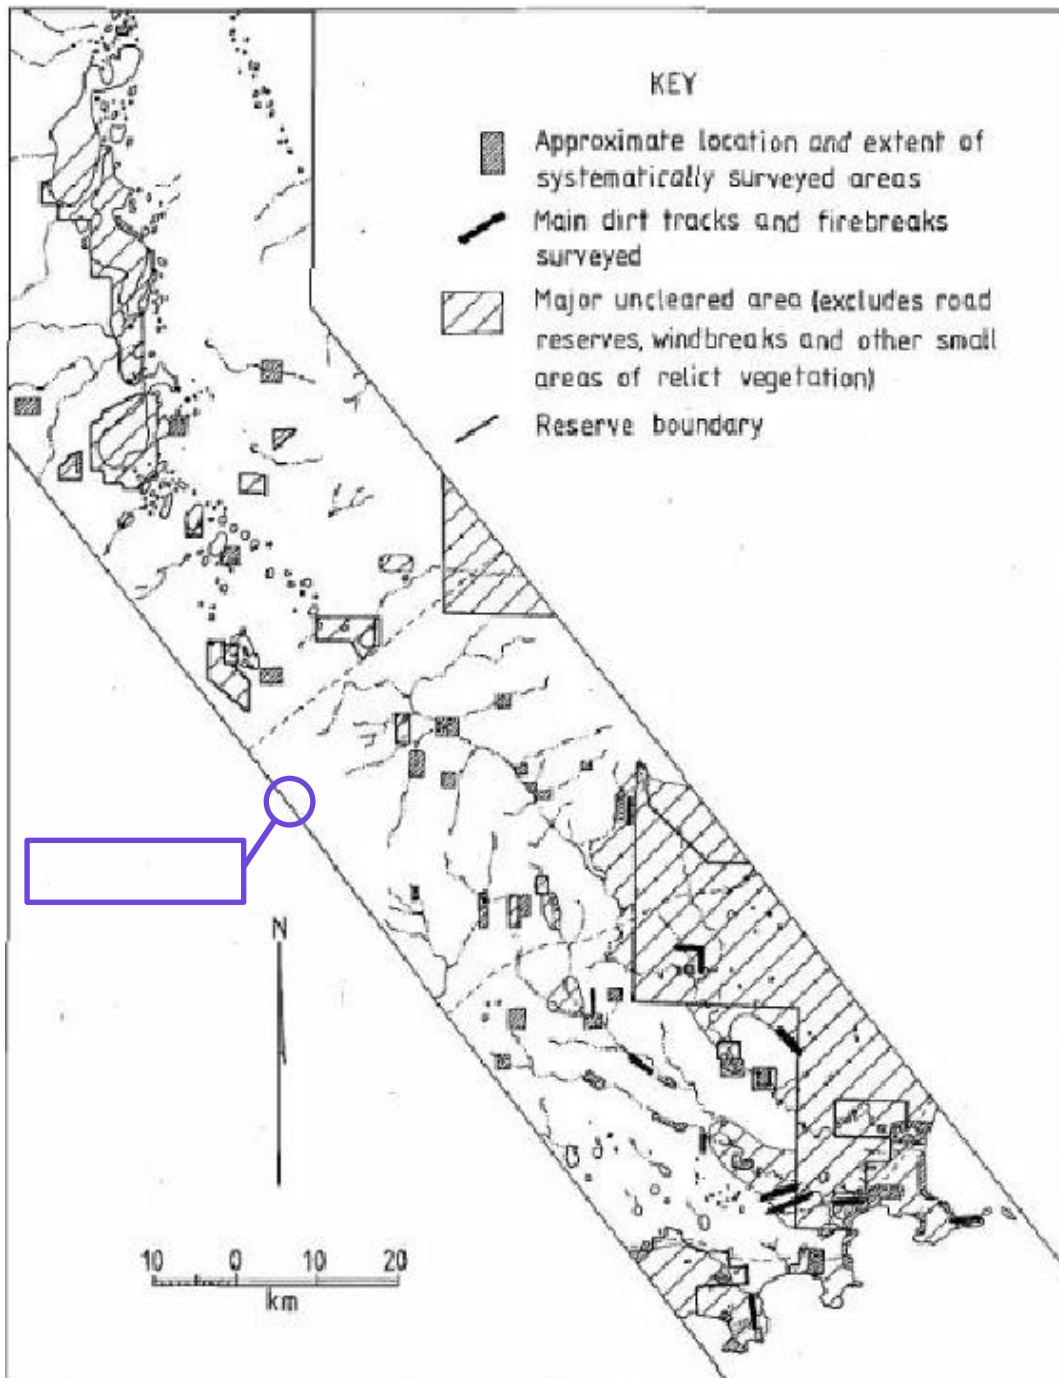 KEY
Approximate location and extent of
systematically surveyed areas
Main dirt tracks and firebreaks
surveyed
Major uncleared area (excludes road
reserves, windbreaks and other small
areas of relict vegetation)
Reserve boundary
N
10 0 10 20
km